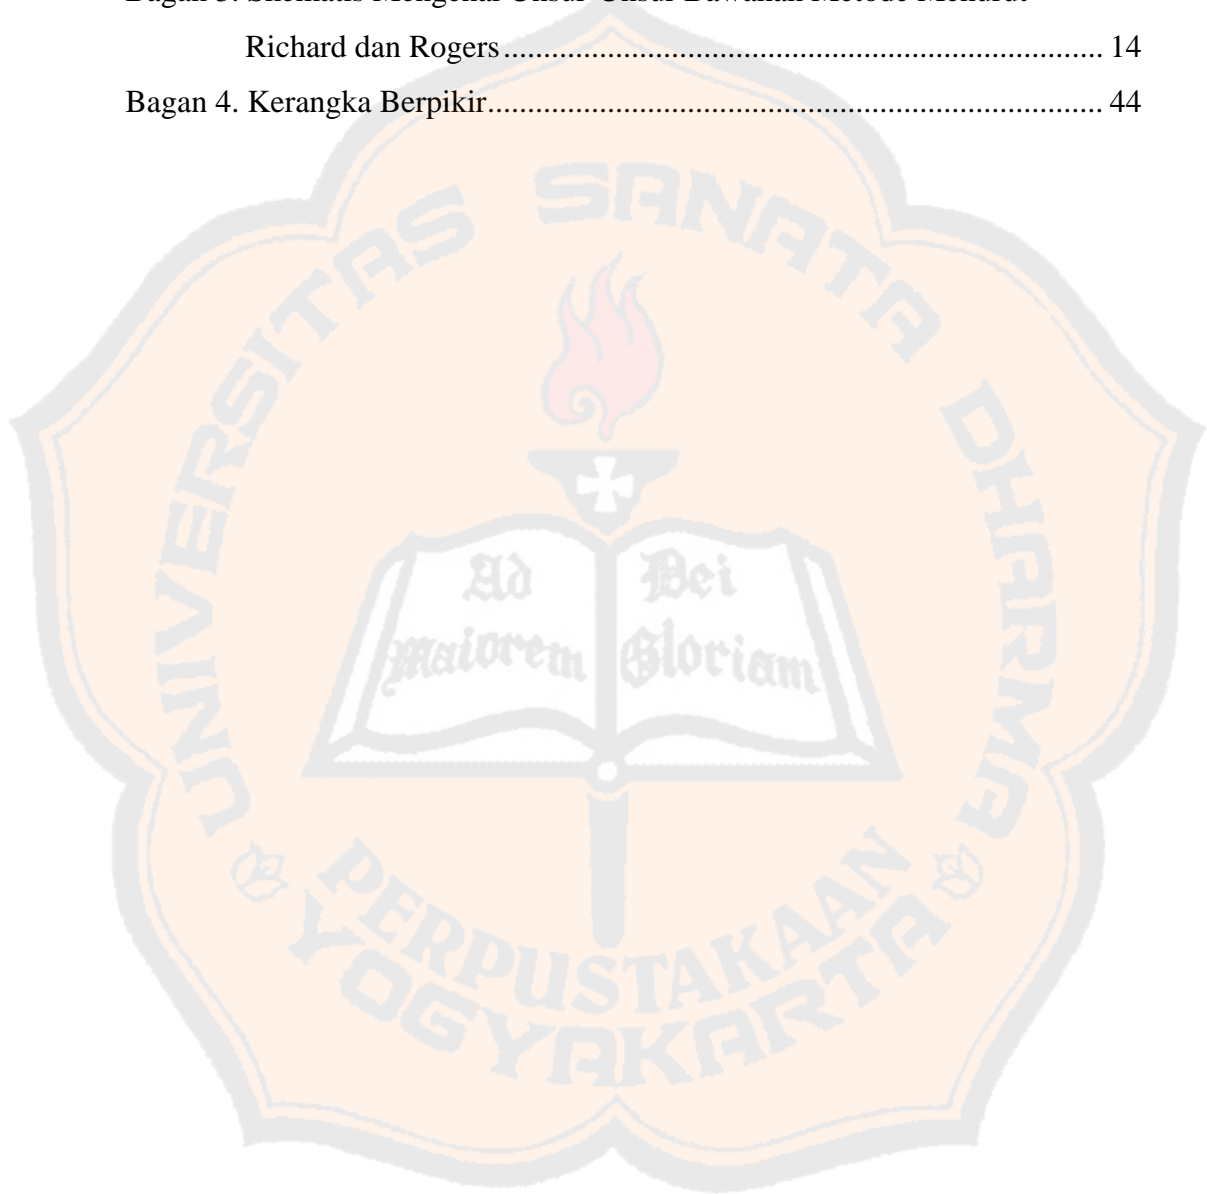 Richard dan Rogers............................................................................ 14
Bagan 4. Kerangka Berpikir.............................................................................. 44
UNIVERSITAS SANATA DHARMA
Ad Dei
Maiorem Gloriam
PERPUSTAKAAN
YOGYAKARTA